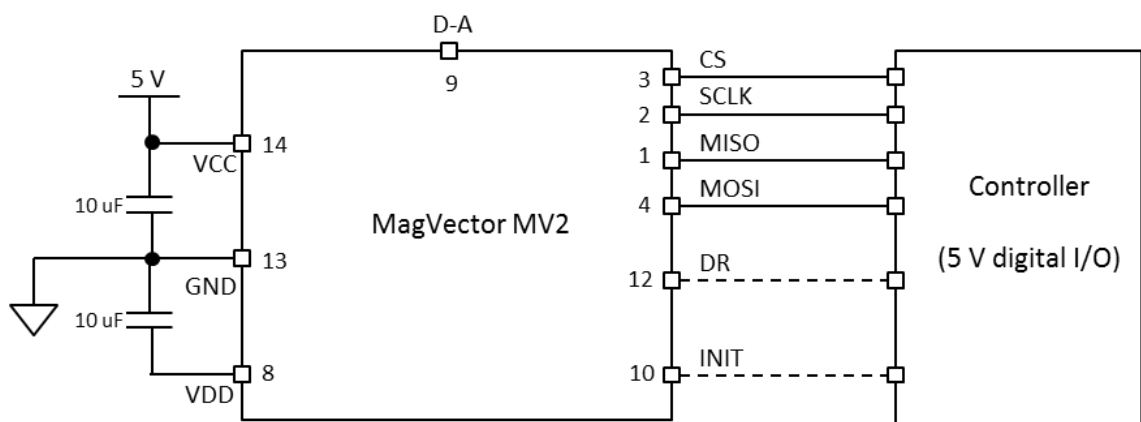 D-A
9
5 V
14
VCC
10 uF
13
GND
10 uF
8
VDD
MagVector MV2
3
CS
2
SCLK
1
MISO
4
MOSI
12
DR
10
INIT
Controller
(5 V digital I/O)